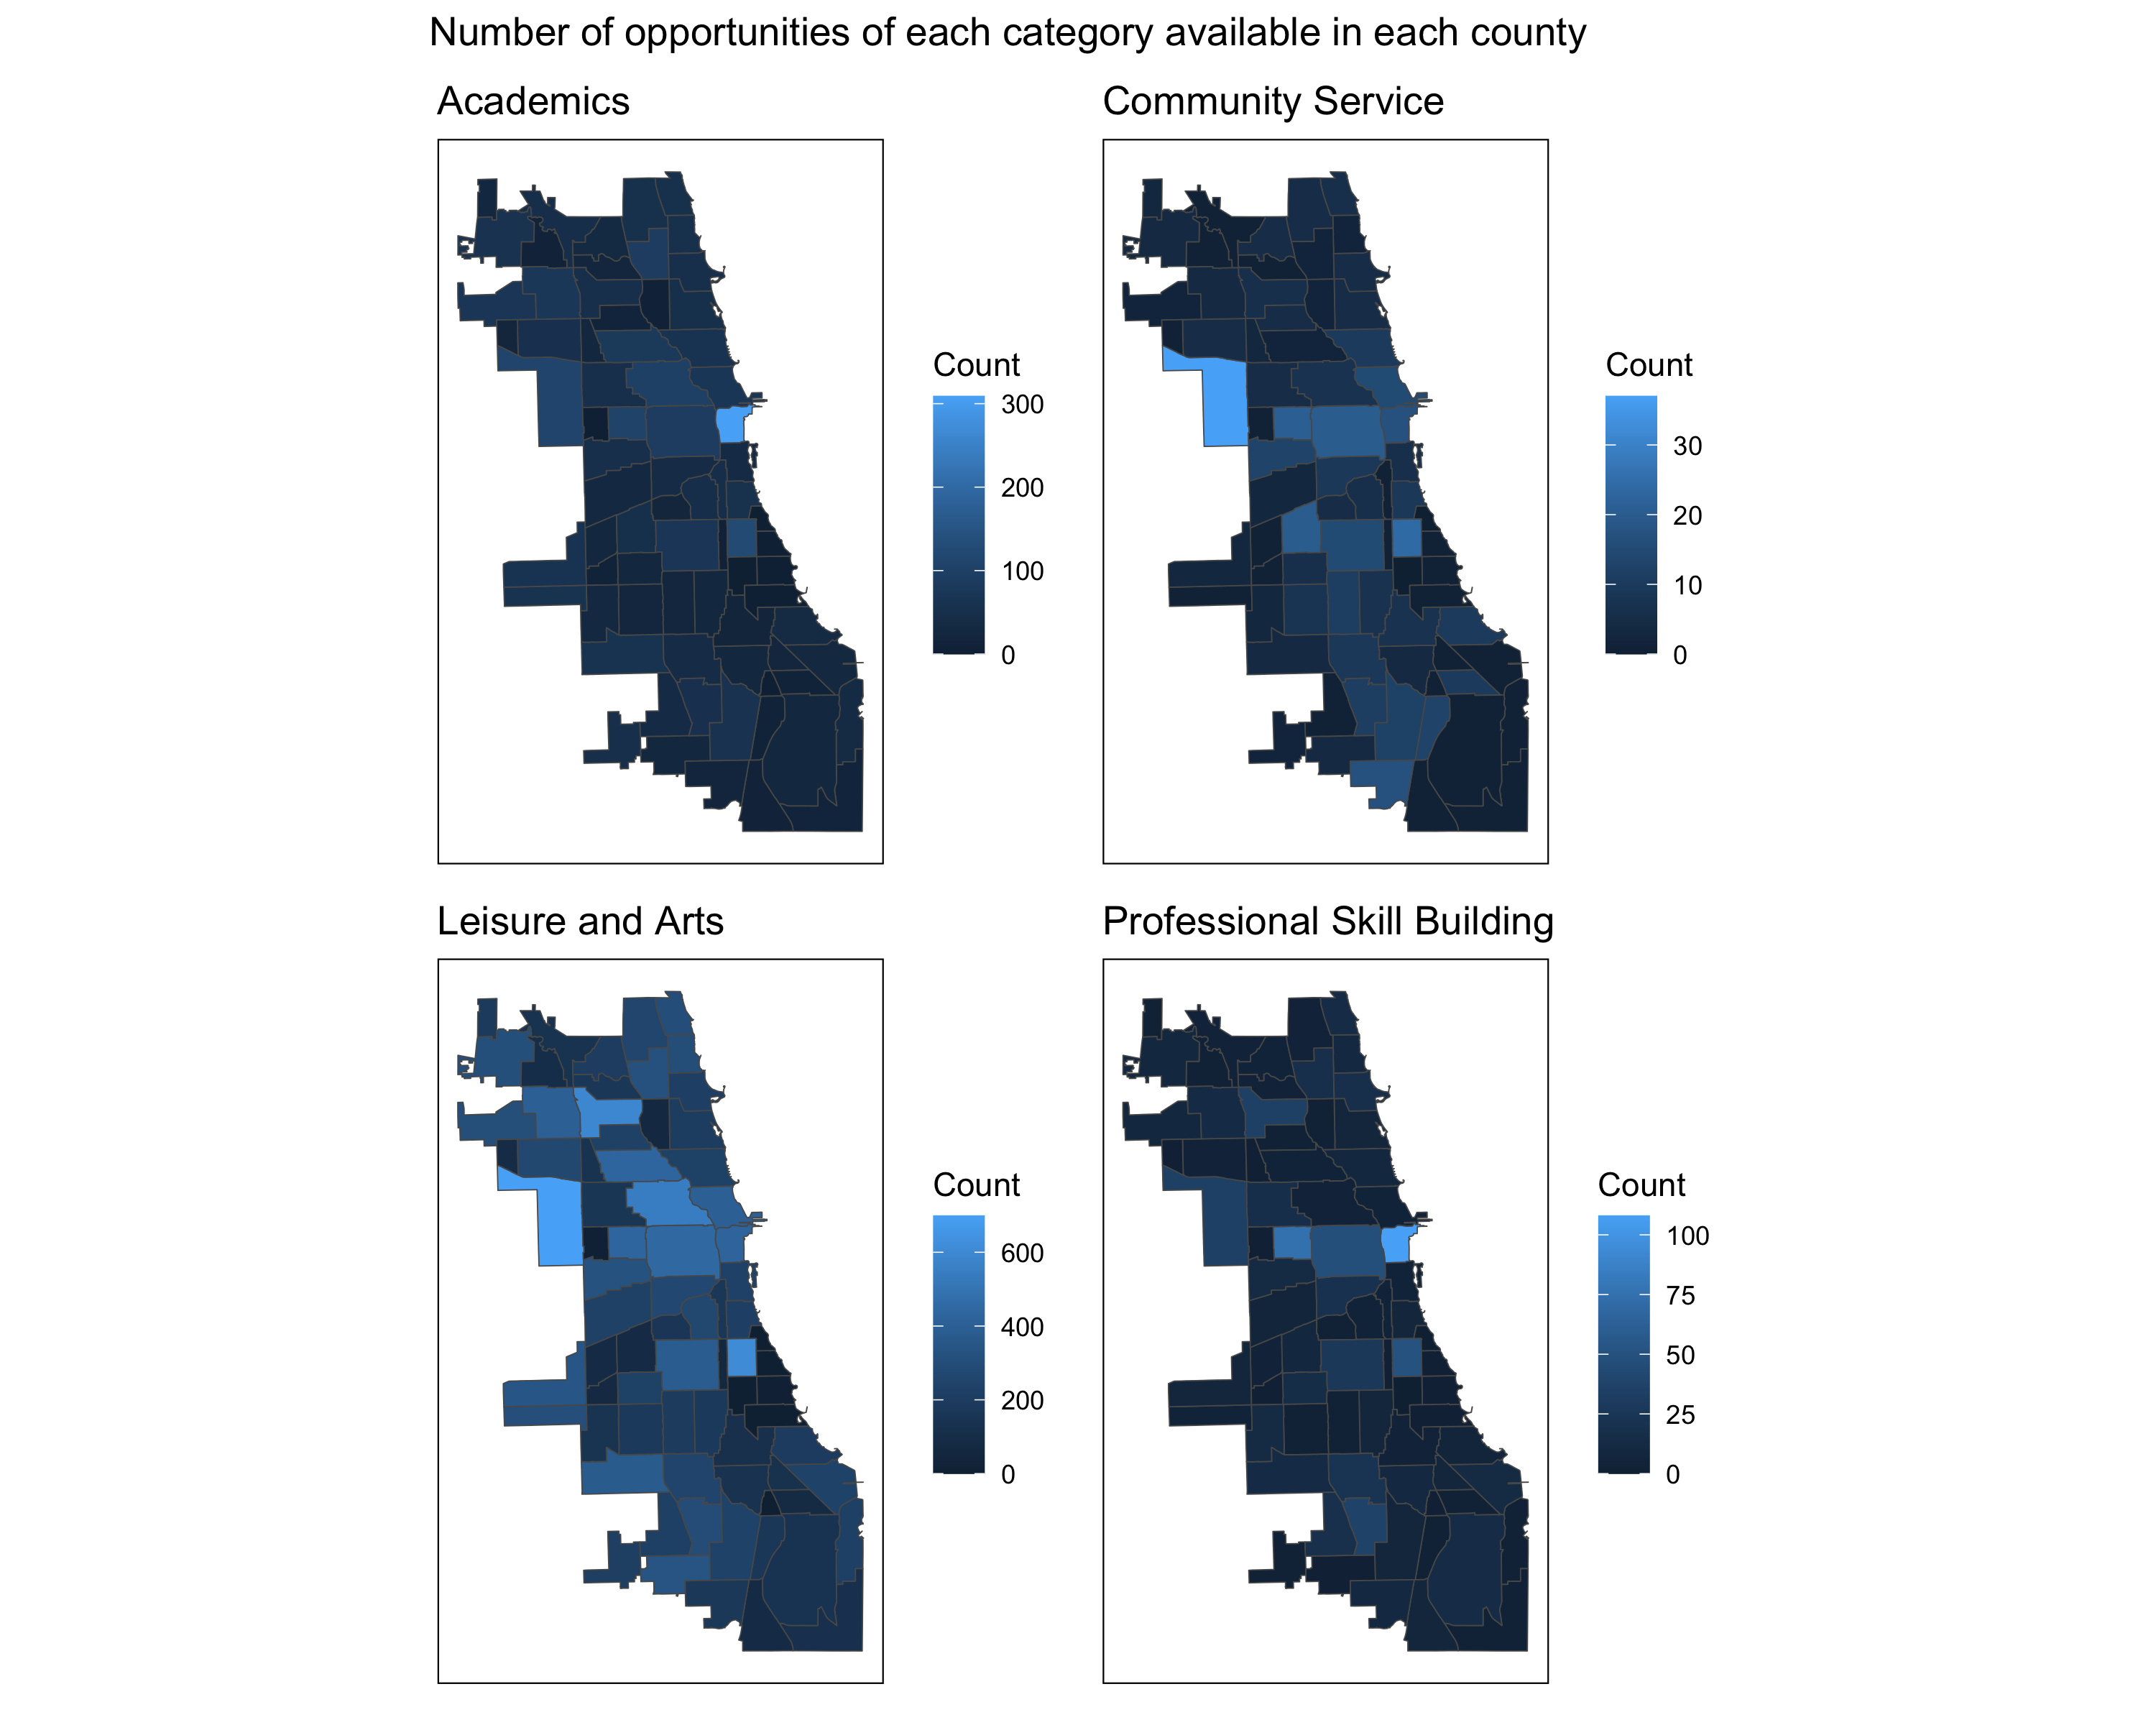 Number of opportunities of each category available in each county
Academics
Count
300
200
100
0
Community Service
Count
30
20
10
0
Leisure and Arts
Count
600
400
200
0
Professional Skill Building
Count
100
75
50
25
0